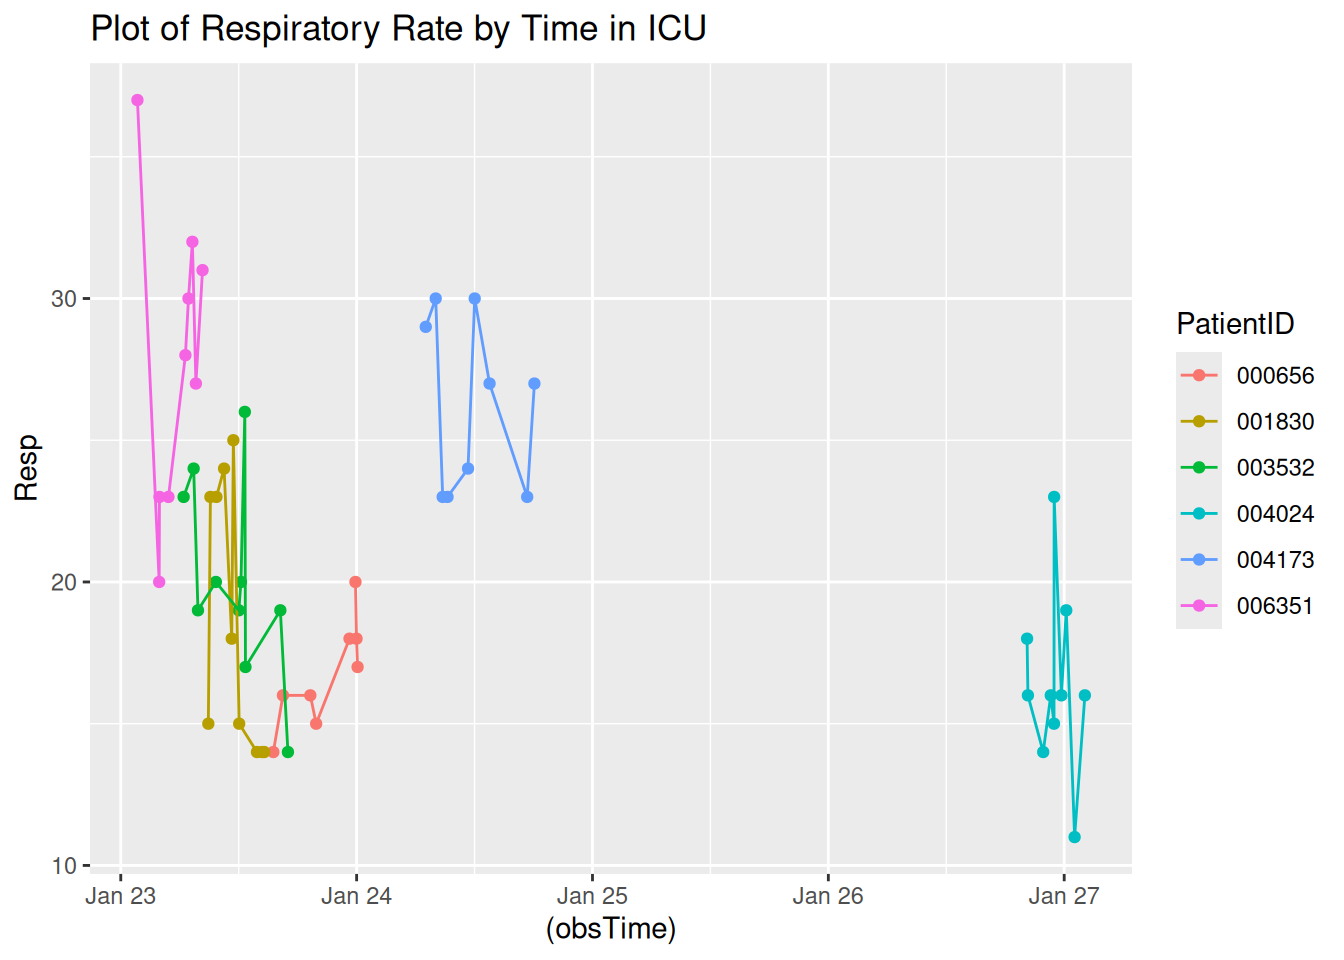 Plot of Respiratory Rate by Time in ICU
Resp
30
20
10
Jan 23 Jan 24 Jan 25 Jan 26 Jan 27
(obsTime)
PatientID
000656
001830
003532
004024
004173
006351